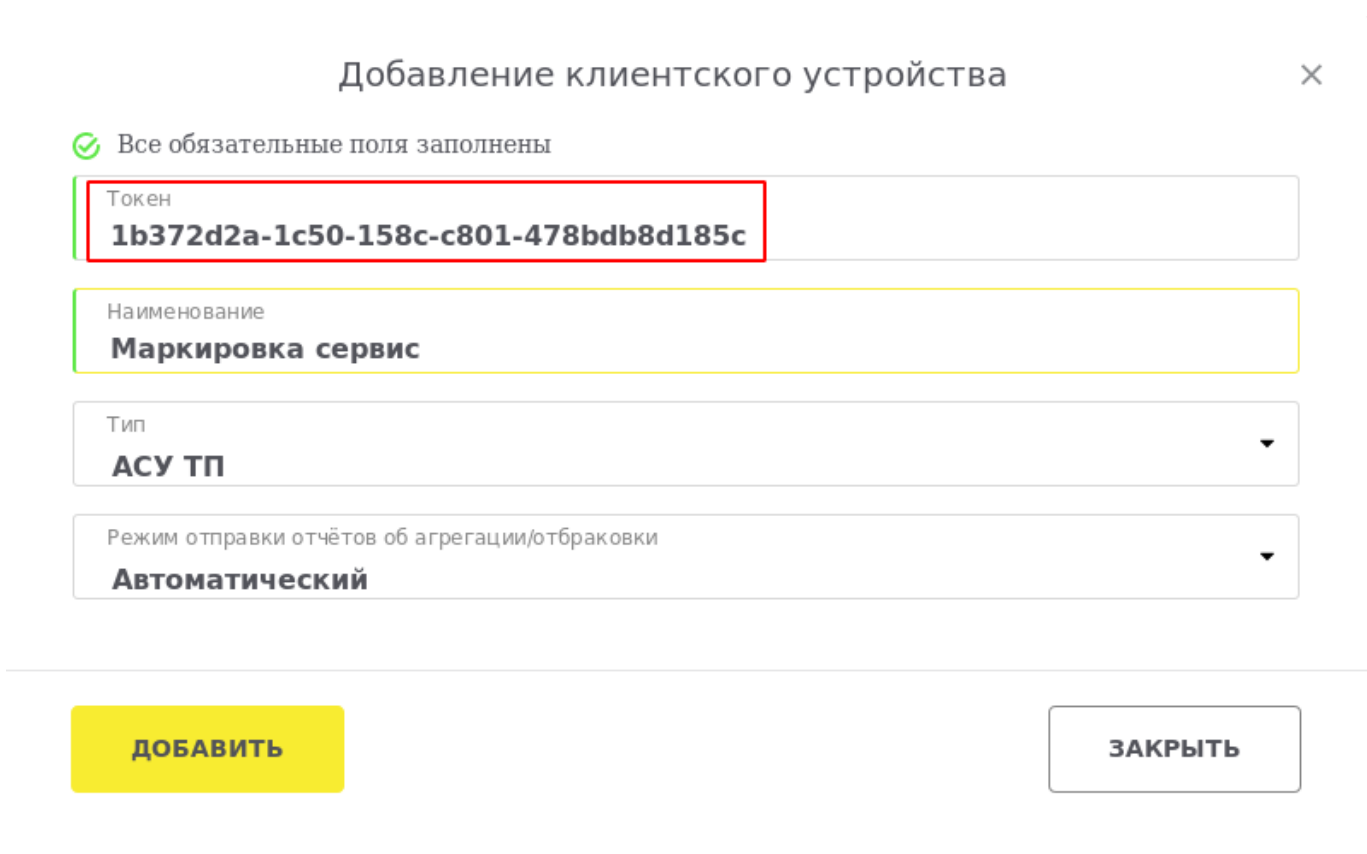 Добавление клиентского устройства
Все обязательные поля заполнены
Токен
1b372d2a-1c50-158c-c801-478bdb8d185c
Наименование
Маркировка сервис
Тип
АСУ ТП
Режим отправки отчётов об агрегации/отбраковки
Автоматический
ДОБАВИТЬ ЗАКРЫТЬ